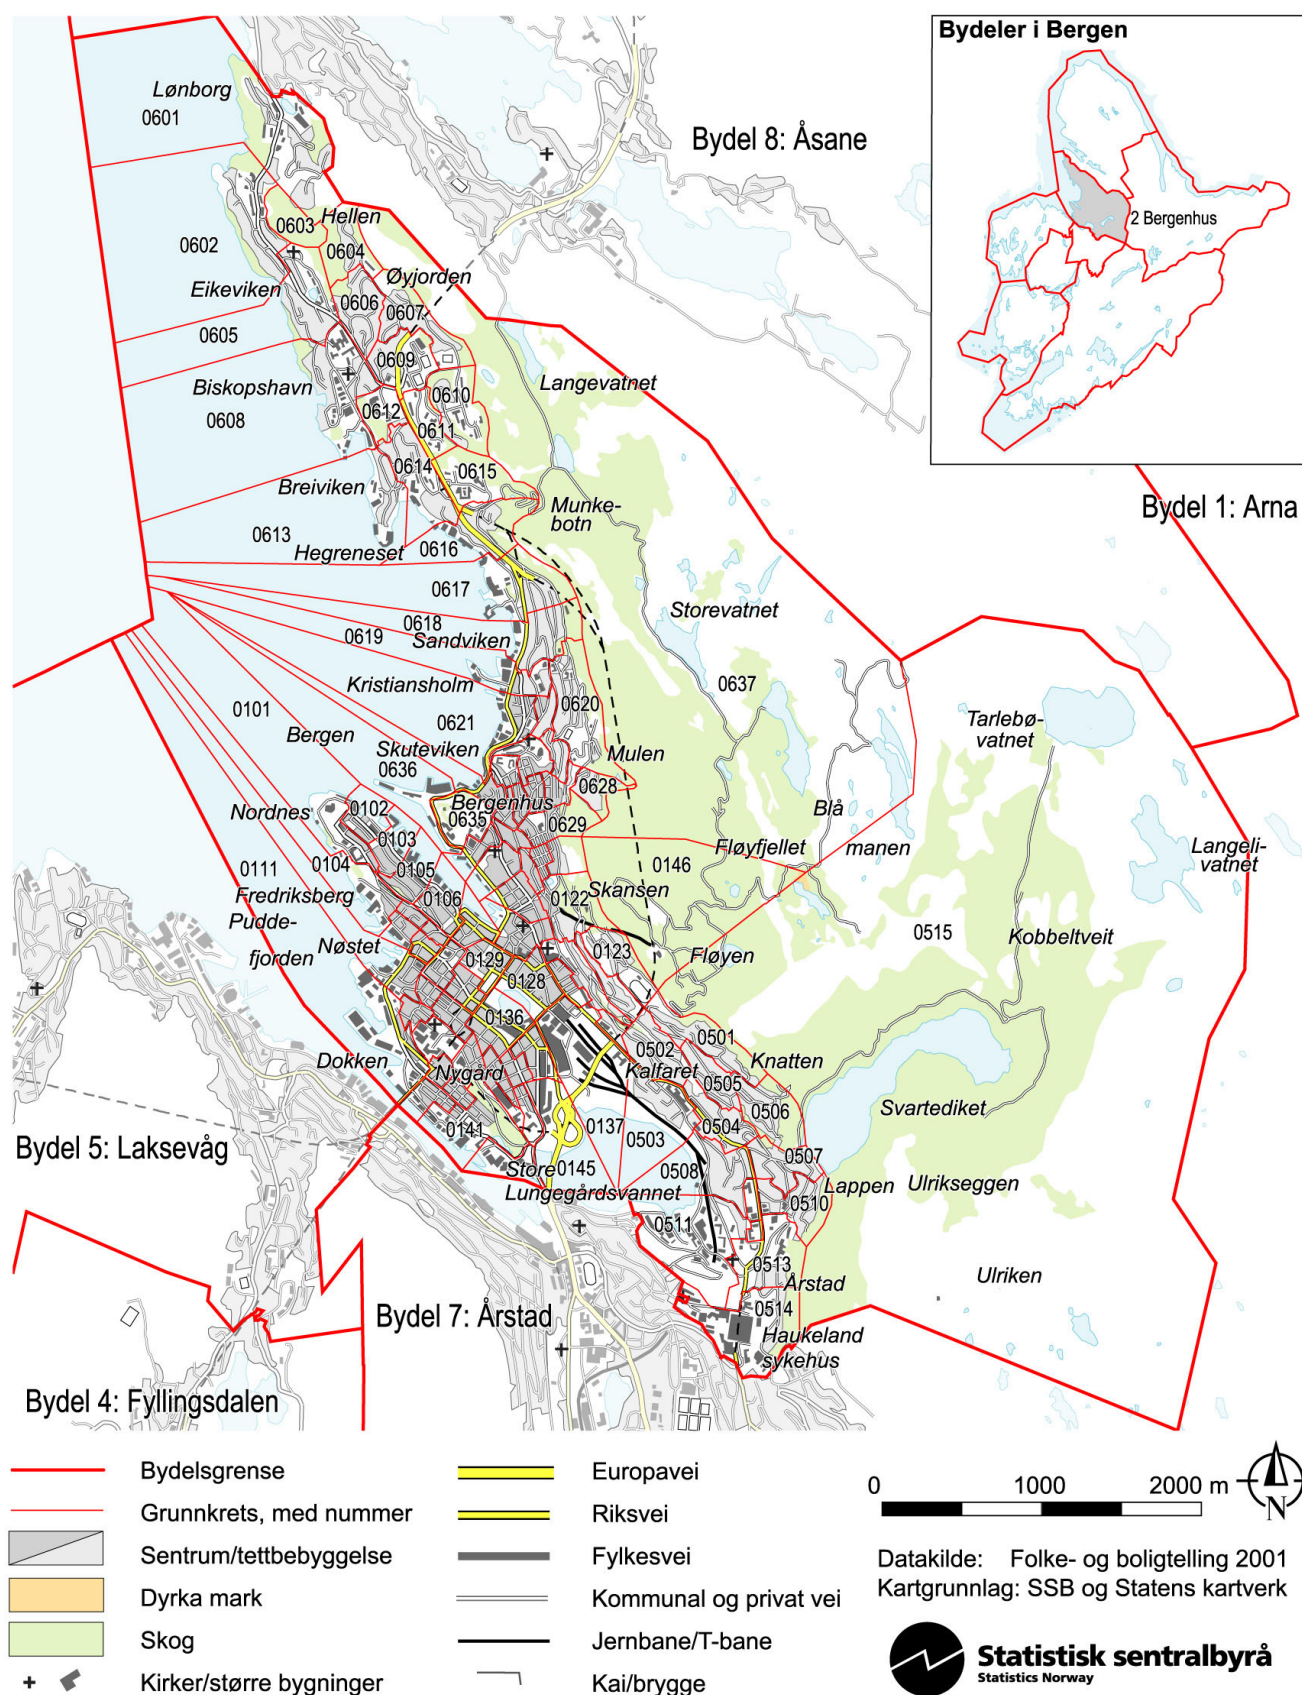 Bydeler i Bergen
2 Bergenhus
Bydel 8: Åsane
Bydel 1: Arna
Lønborg
0601
Hellen
0603
0602
0604
Øyjorden
Eikeviken
0606
0607
0605
0609
Langevatnet
Biskopshavn
0610
0608
0612
0611
0614
0615
Breiviken
Munke-
botn
0613
Hegreneset
0616
0617
Storevatnet
0618
0619
Sandviken
0637
Kristiansholm
0101
0620
Tarlebø-
vatnet
Bergen
0621
Skuteviken
Mulen
0636
0628
Nordnes
0102
Bergenhus
0635
Blå
0629
0103
manen
Fløyfjellet
Langeli-
vatnet
0104
0111
0105
0146
Fredriksberg
0106
0122
Skansen
Pudde-
fjorden
Nøstet
0123
0515
Kobbeltveit
0129
Fløyen
0128
0136
0501
0502
Knatten
Dokken
Nygård
Kalfaret
0505
0506
Svartediket
0141
0137
0504
0503
Bydel 5: Laksevåg
0507
Store
0145
0508
Lungegårdsvannet
Lappen
Ulrikseggen
0510
0511
0513
Ulriken
Årstad
0514
Bydel 7: Årstad
Haukeland
sykehus
Bydel 4: Fyllingsdalen
Bydelsgrense
Grunnkrets, med nummer
Sentrum/tettbebyggelse
Dyrka mark
Skog
Kirker/større bygninger
Europavei
Riksvei
Fylkesvei
Kommunal og privat vei
Jernbane/T-bane
Kai/brygge
0 1000 2000 m
N
Datakilde: Folke- og boligtelling 2001
Kartgrunnlag: SSB og Statens kartverk
Statistisk sentralbyrå
Statistics Norway